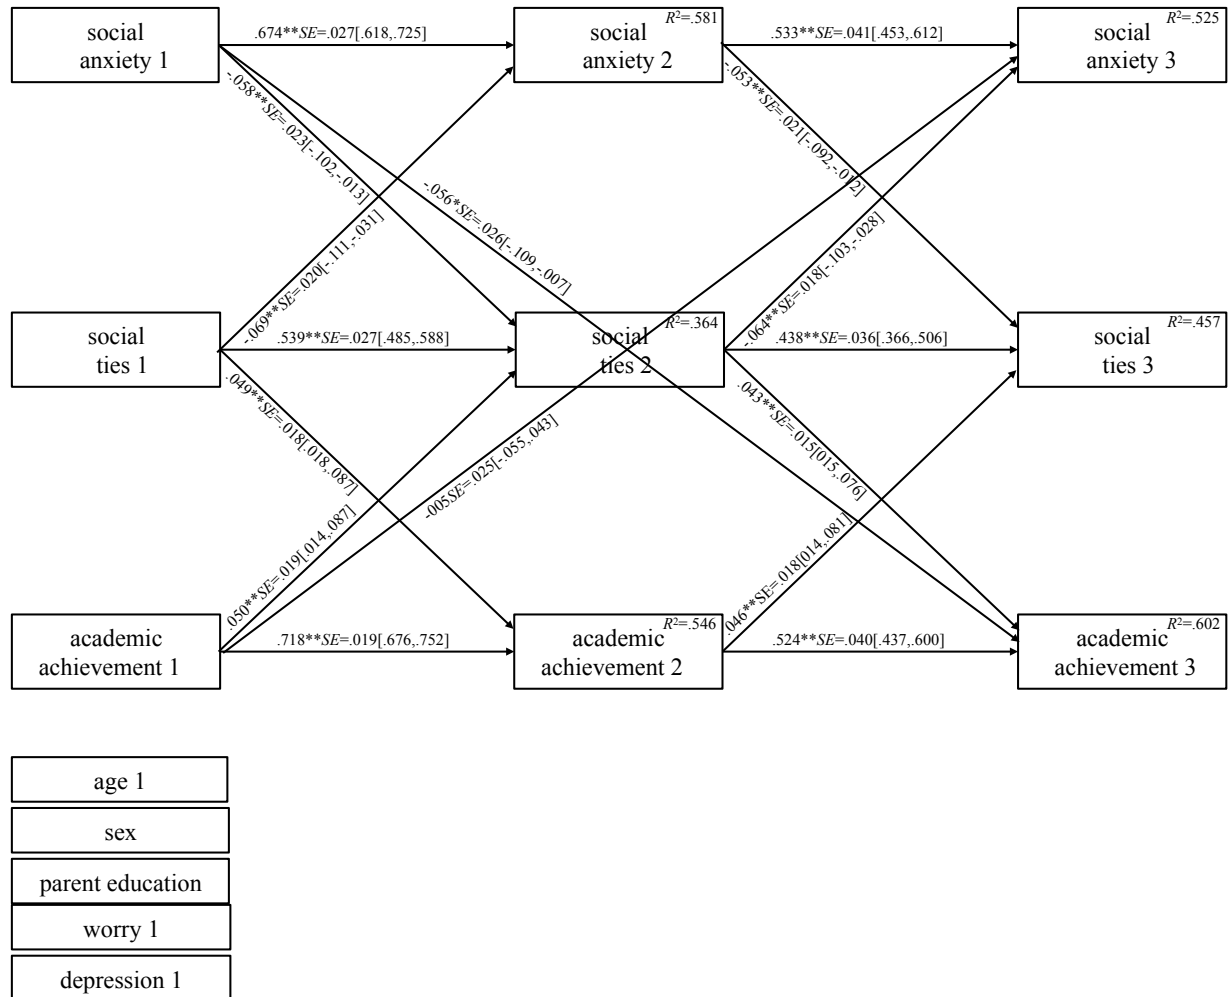 R²=.581
R²=.525
social
anxiety 1
.674**SE=.027[.618,.725]
social
anxiety 2
.533**SE=.041[.453,.612]
social
anxiety 3
-.058**SE=.023[-.102,-.013]
-.056*SE=.026[-.109,-.007]
-.069**SE=.020[-.111,-.031]
-.053**SE=.021[-.092,-.012]
-.064**SE=.018[-.103,-.028]
R²=.364
R²=.457
social
ties 1
.539**SE=.027[.485,.588]
social
ties 2
.438**SE=.036[.366,.506]
social
ties 3
.049**SE=.018[.018,.087]
.050**SE=.019[.014,.087]
-005SE=.025[-.055,.043]
.043**SE=.015[015,.076]
.046**SE=.018[014,.081]
R²=.546
R²=.602
academic
achievement 1
.718**SE=.019[.676,.752]
academic
achievement 2
.524**SE=.040[.437,.600]
academic
achievement 3
age 1
sex
parent education
worry 1
depression 1